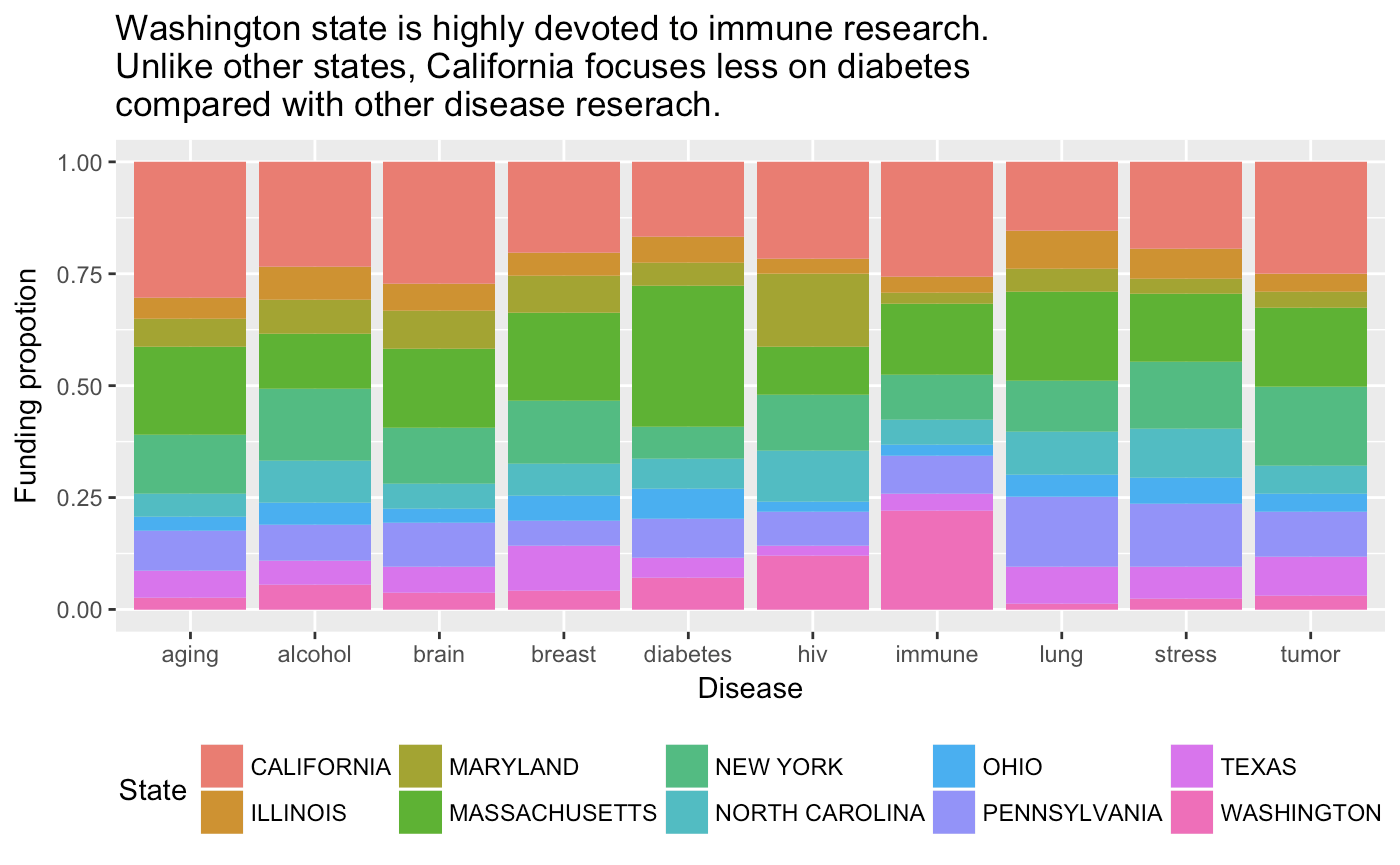 Washington state is highly devoted to immune research.
Unlike other states, California focuses less on diabetes
compared with other disease reserach.
Funding propotion
1.00
0.75
0.50
0.25
0.00
aging alcohol brain breast diabetes hiv immune lung stress tumor
Disease
State
CALIFORNIA MARYLAND NEW YORK OHIO TEXAS
ILLINOIS MASSACHUSETTS NORTH CAROLINA PENNSYLVANIA WASHINGTON